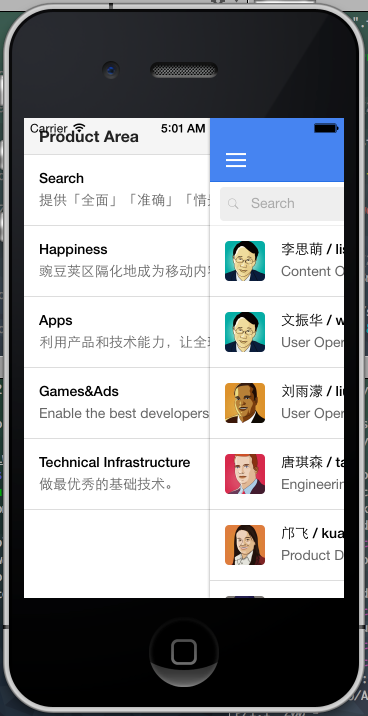 Carrier 5:01 AM
Product Area
Search
提供「全面」「准确」「情
Happiness
豌豆荚区隔化地成为移动内
Apps
利用产品和技术能力，让全
Games&Ads
Enable the best developers
Technical Infrastructure
做最优秀的基础技术。
Search
李思萌 / lis
Content O
文振华 / w
User Oper
刘雨濛 / liu
User Oper
唐琪森 / ta
Engineerin
邝飞 / kua
Product D